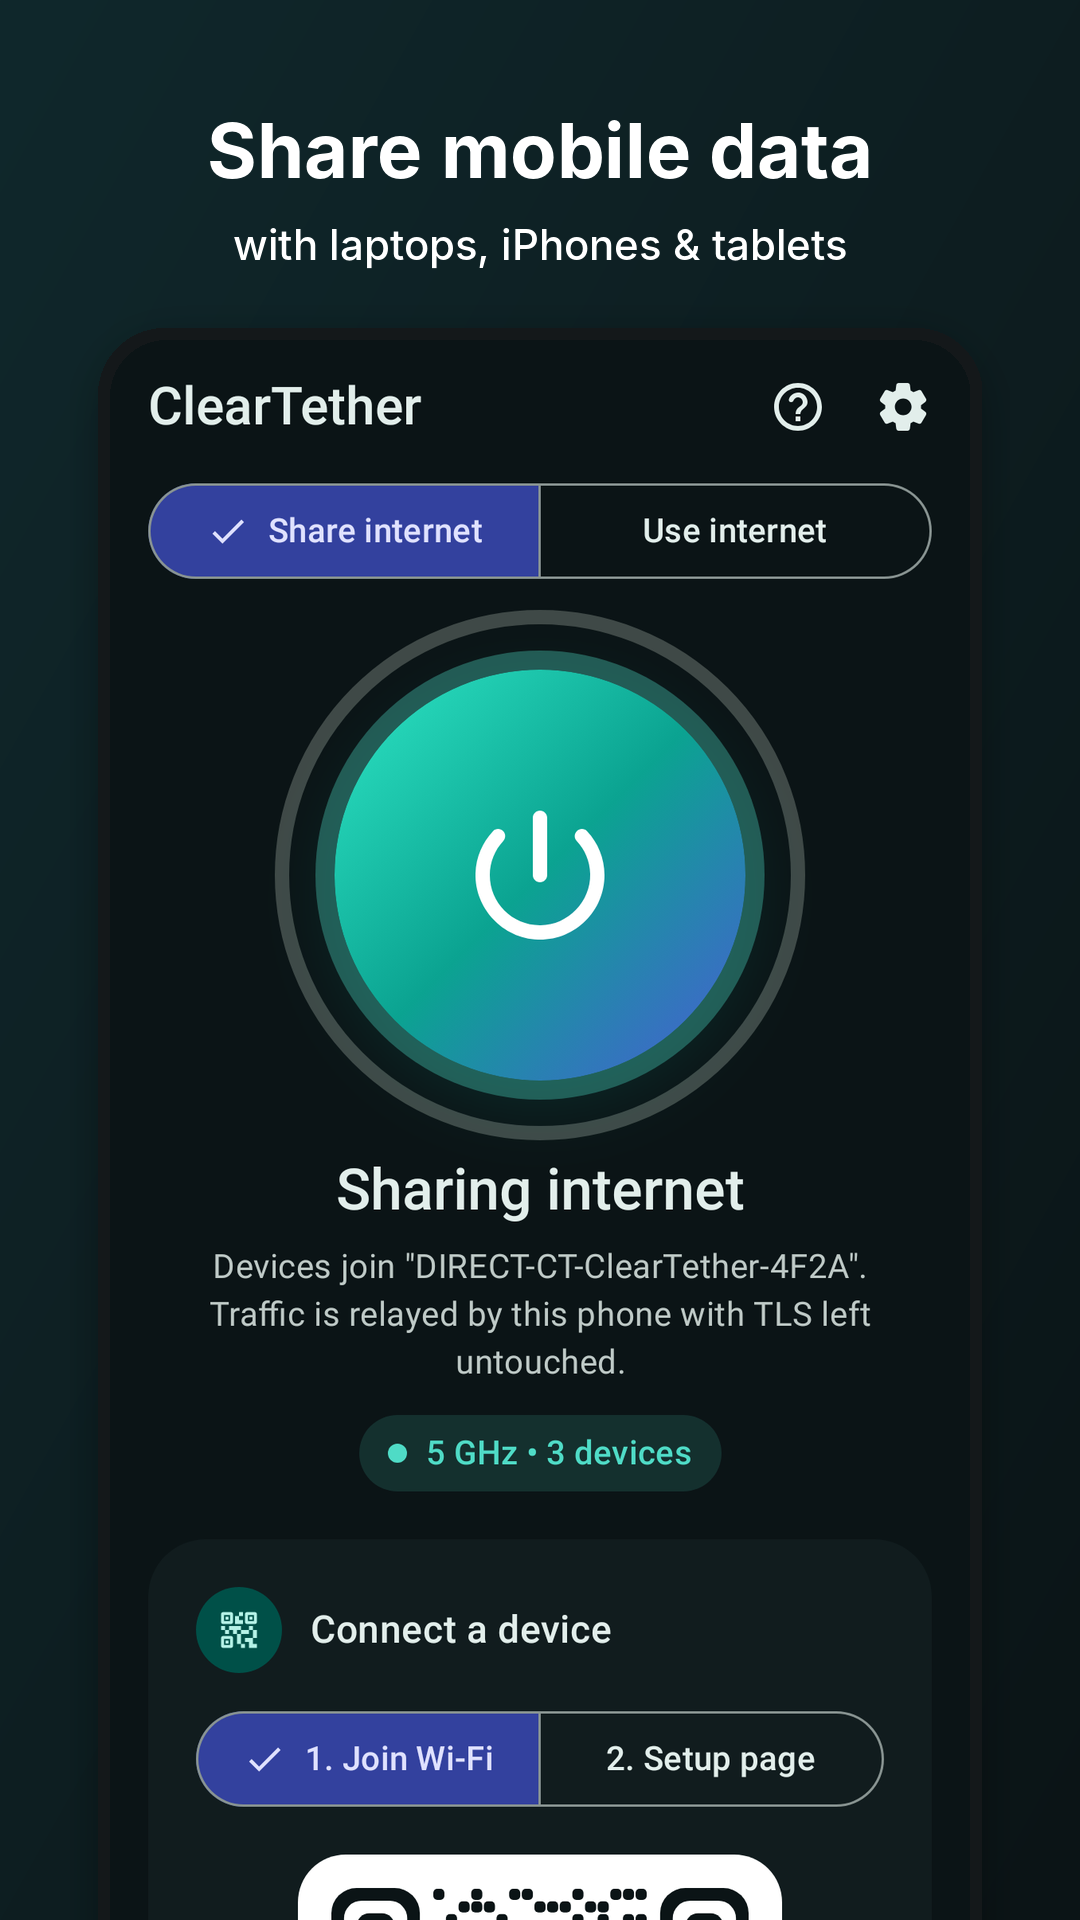 Share mobile data
with laptops, iPhones & tablets
ClearTether
Share internet
Use internet
Sharing internet
Devices join "DIRECT-CT-ClearTether-4F2A".
Traffic is relayed by this phone with TLS left
untouched.
5 GHz • 3 devices
Connect a device
1. Join Wi-Fi
2. Setup page